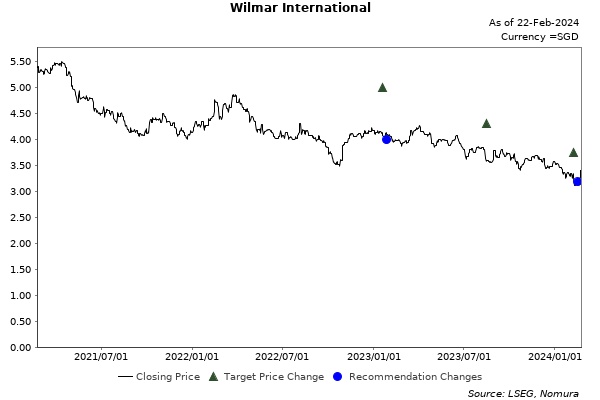 Wilmar International
As of 22-Feb-2024
Currency =SGD
5.50
5.00
4.50
4.00
3.50
3.00
2.50
2.00
1.50
1.00
0.50
0.00
2021/07/01 2022/01/01 2022/07/01 2023/01/01 2023/07/01 2024/01/01
Closing Price Target Price Change Recommendation Changes
Source: LSEG, Nomura